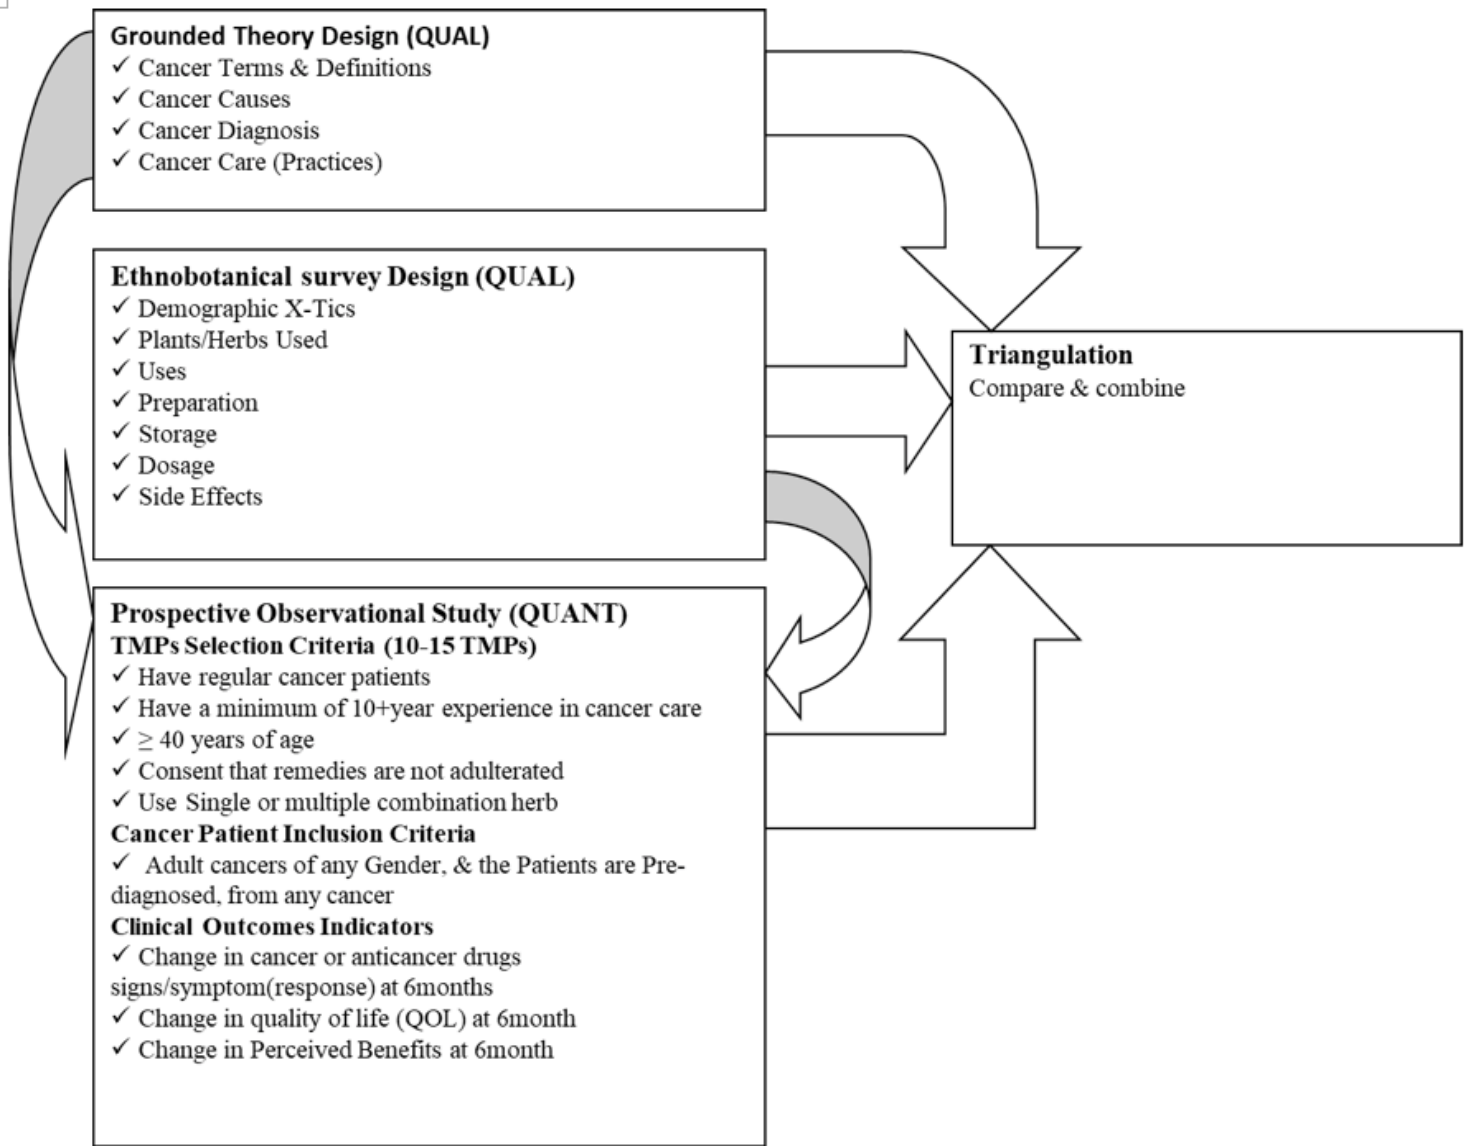 Grounded Theory Design (QUAL)
✓ Cancer Terms & Definitions
✓ Cancer Causes
✓ Cancer Diagnosis
✓ Cancer Care (Practices)
Ethnobotanical survey Design (QUAL)
✓ Demographic X-Tics
✓ Plants/Herbs Used
✓ Uses
✓ Preparation
✓ Storage
✓ Dosage
✓ Side Effects
Triangulation
Compare & combine
Prospective Observational Study (QUANT)
TMPs Selection Criteria (10-15 TMPs)
✓ Have regular cancer patients
✓ Have a minimum of 10+year experience in cancer care
✓ ≥ 40 years of age
✓ Consent that remedies are not adulterated
✓ Use Single or multiple combination herb
Cancer Patient Inclusion Criteria
✓ Adult cancers of any Gender, & the Patients are Pre-
diagnosed, from any cancer
Clinical Outcomes Indicators
✓ Change in cancer or anticancer drugs
signs/symptom(response) at 6months
✓ Change in quality of life (QOL) at 6month
✓ Change in Perceived Benefits at 6month